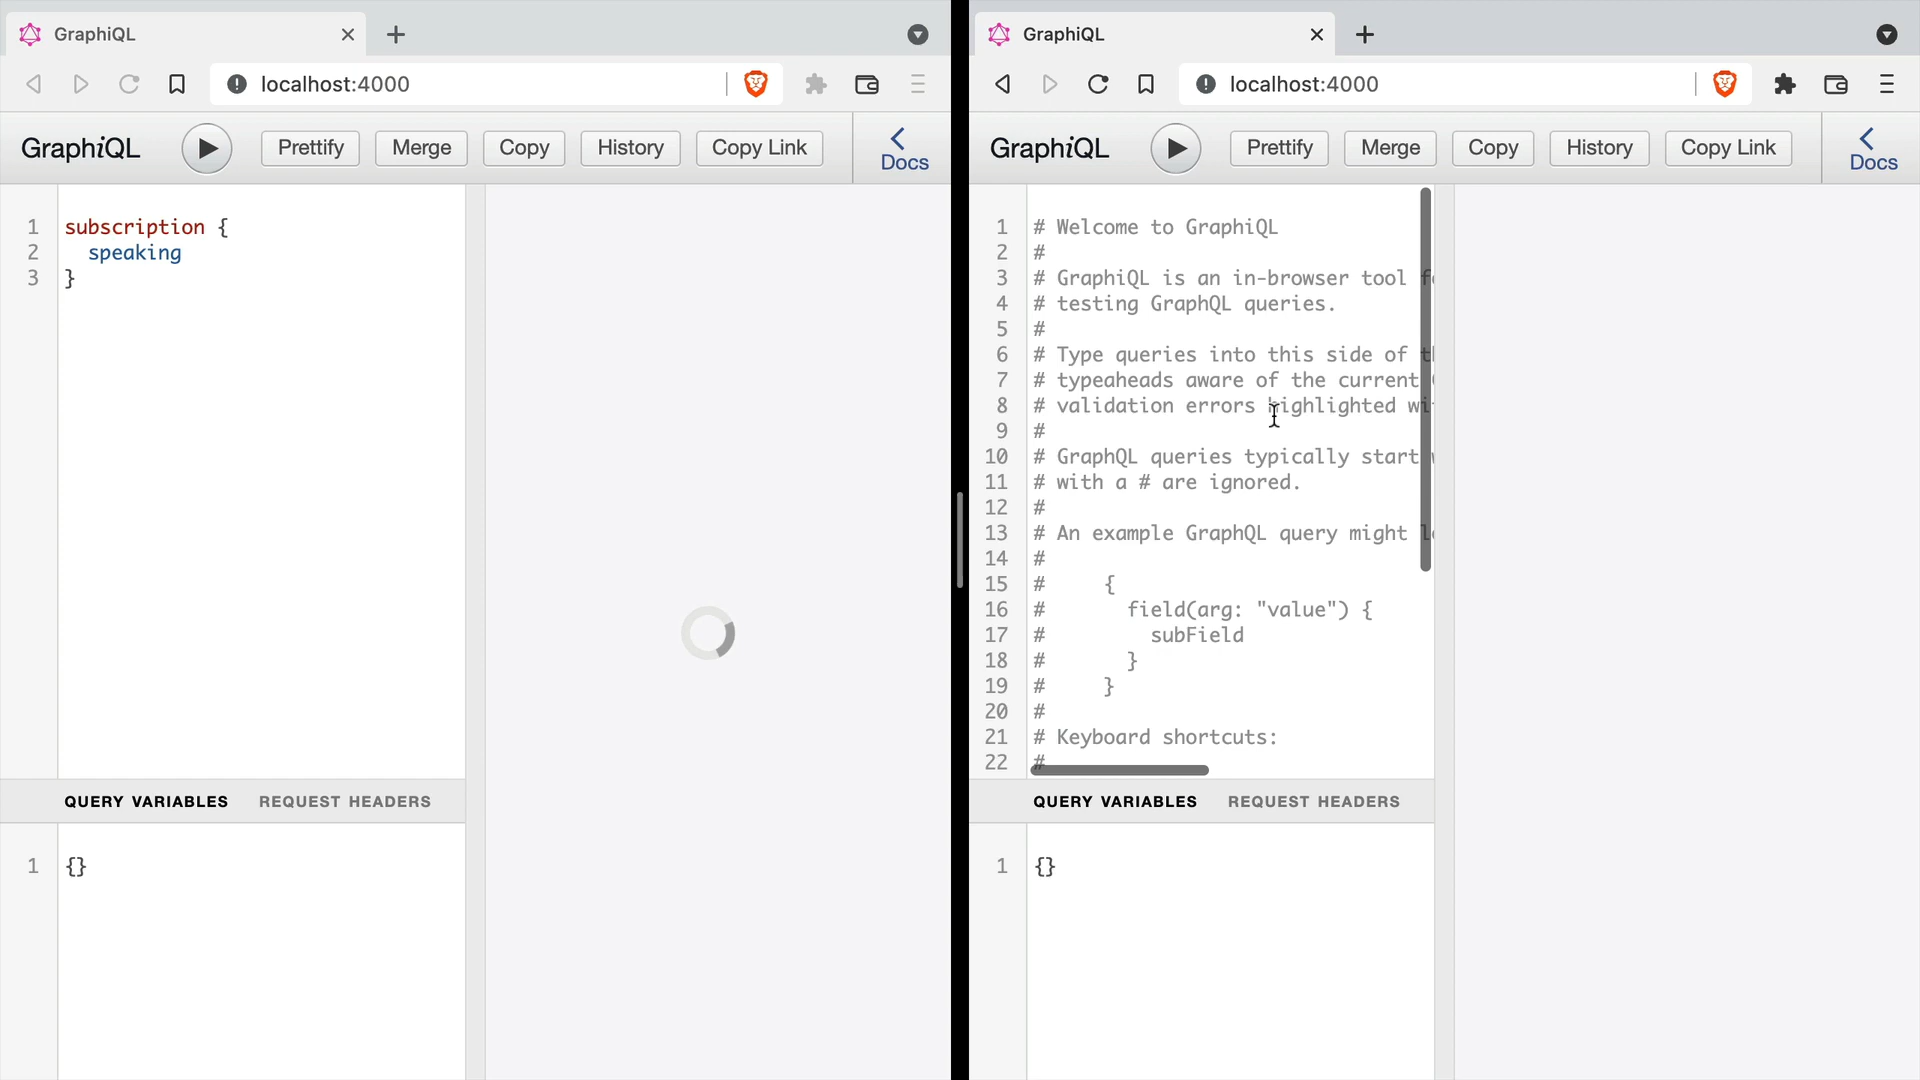 GraphiQL
localhost:4000
GraphiQL
Prettify
Merge
Copy
History
Copy Link
Docs
1 subscription {
2 speaking
3 }
QUERY VARIABLES
REQUEST HEADERS
1 {}
GraphiQL
localhost:4000
GraphiQL
Prettify
Merge
Copy
History
Copy Link
Docs
1 # Welcome to GraphiQL
2 #
3 # GraphiQL is an in-browser tool
4 # testing GraphQL queries.
5 #
6 # Type queries into this side of
7 # typeaheads aware of the current
8 # validation errors highlighted
9 #
10 # GraphQL queries typically start
11 # with a # are ignored.
12 #
13 # An example GraphQL query might
14 #
15 # {
16 # field(arg: "value") {
17 # subField
18 # }
19 # }
20 #
21 # Keyboard shortcuts:
22 #
QUERY VARIABLES
REQUEST HEADERS
1 {}